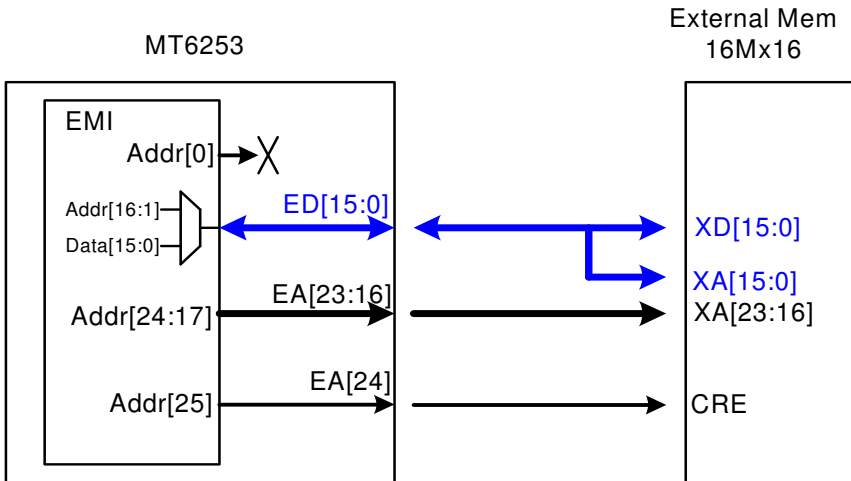 External Mem
16Mx16
MT6253
EMI
Addr[0]
Addr[16:1]
Data[15:0]
ED[15:0]
XD[15:0]
XA[15:0]
EA[23:16]
Addr[24:17]
XA[23:16]
EA[24]
Addr[25]
CRE